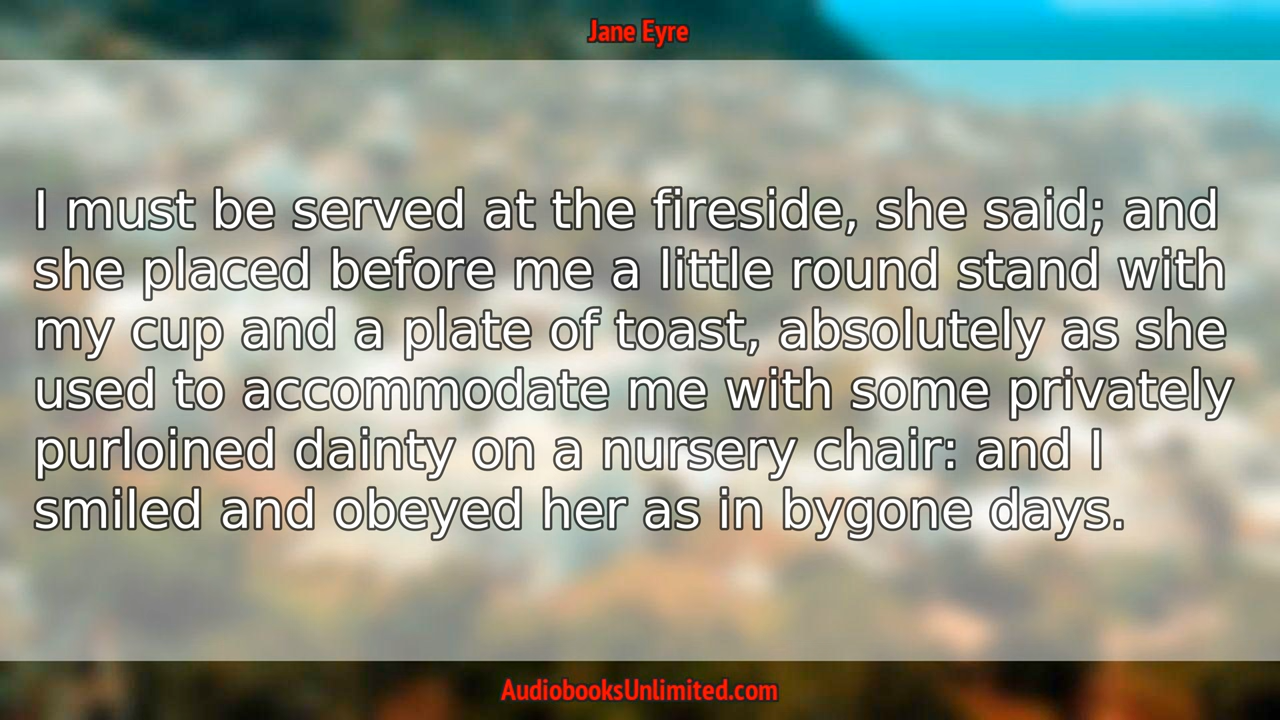 Jane Eyre
I must be served at the fireside, she said; and
she placed before me a little round stand with
my cup and a plate of toast, absolutely as she
used to accommodate me with some privately
purloined dainty on a nursery chair: and I
smiled and obeyed her as in bygone days.
AudiobooksUnlimited.com